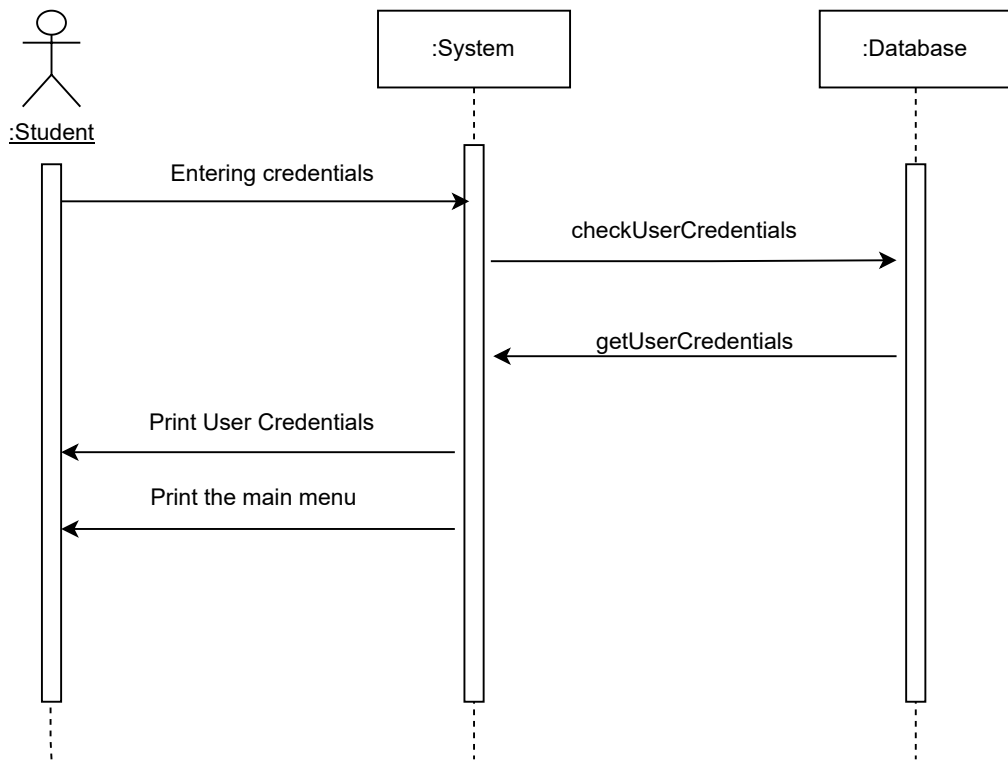 :System
:Database
:Student
Entering credentials
checkUserCredentials
getUserCredentials
Print User Credentials
Print the main menu